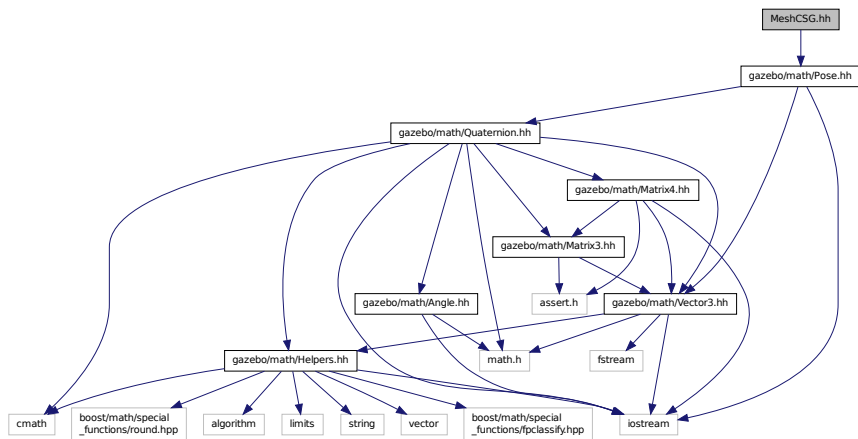 MeshCSG.hh
gazebo/math/Pose.hh
gazebo/math/Quaternion.hh
gazebo/math/Matrix4.hh
gazebo/math/Matrix3.hh
gazebo/math/Angle.hh
assert.h
gazebo/math/Vector3.hh
gazebo/math/Helpers.hh
math.h
fstream
cmath
boost/math/special
_functions/round.hpp
algorithm
limits
string
vector
boost/math/special
_functions/fpclassify.hpp
iostream